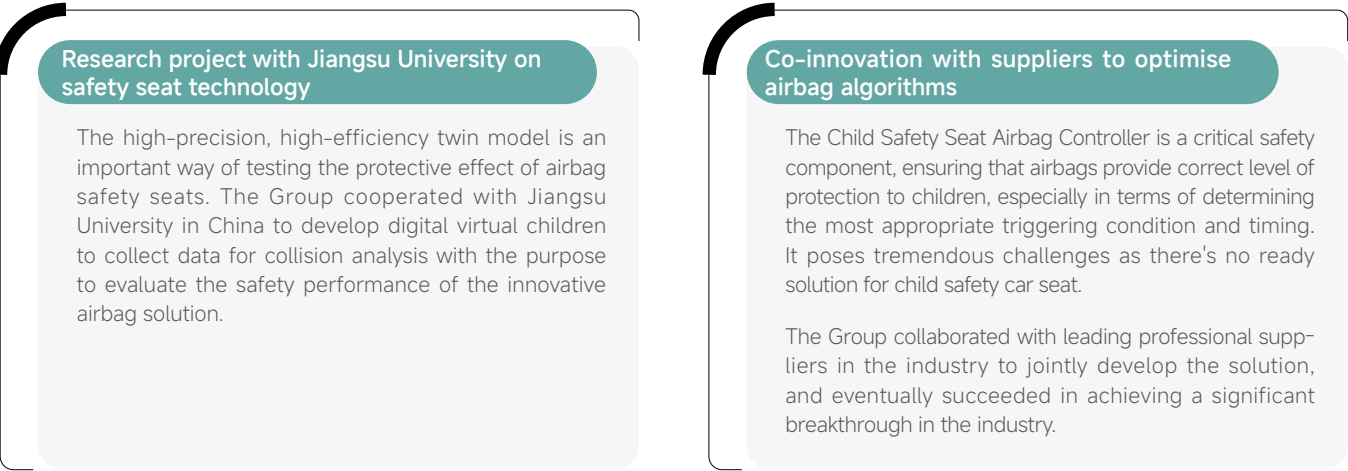 Research project with Jiangsu University on
safety seat technology
The high-precision, high-efficiency twin model is an
important way of testing the protective effect of airbag
safety seats. The Group cooperated with Jiangsu
University in China to develop digital virtual children
to collect data for collision analysis with the purpose
to evaluate the safety performance of the innovative
airbag solution.
Co-innovation with suppliers to optimise
airbag algorithms
The Child Safety Seat Airbag Controller is a critical safety
component, ensuring that airbags provide correct level of
protection to children, especially in terms of determining
the most appropriate triggering condition and timing.
It poses tremendous challenges as there's no ready
solution for child safety car seat.
The Group collaborated with leading professional supp-
liers in the industry to jointly develop the solution,
and eventually succeeded in achieving a significant
breakthrough in the industry.